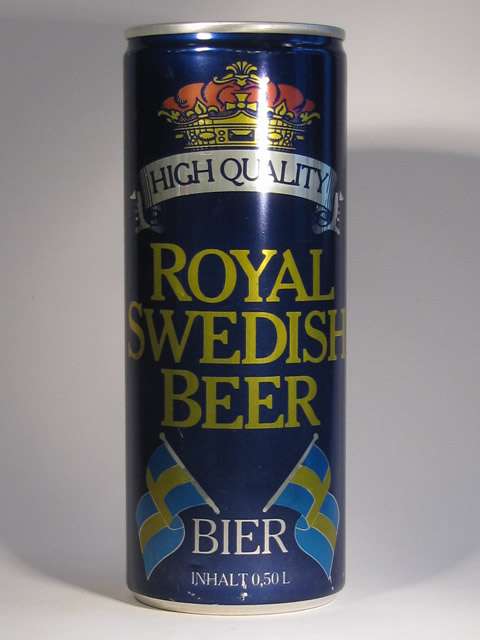 HIGH QUALITY
ROYAL
SWEDISH
BEER
BIER
INHALT 0,50 L